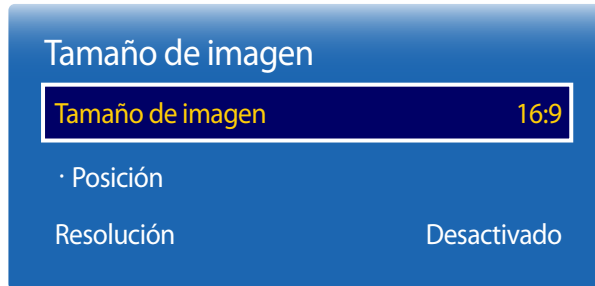 Tamaño de imagen
Tamaño de imagen 16:9
· Posición
Resolución Desactivado